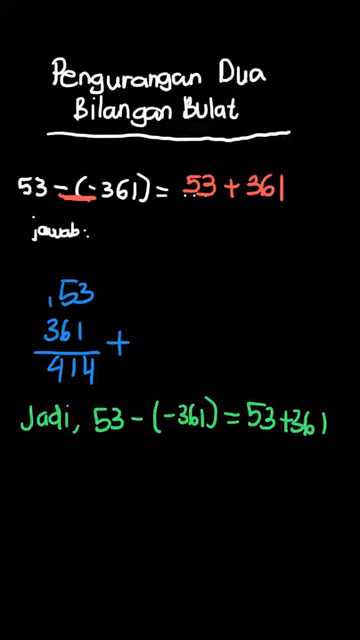 Pengurangan Dua
Bilangan Bulat
53 - (-361) = 53 + 361
jawab:
1 53
361 +
414
Jadi, 53 - (-361) = 53 + 361